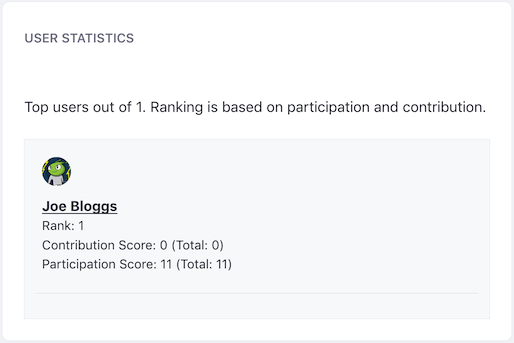 USER STATISTICS
Top users out of 1. Ranking is based on participation and contribution.
Joe Bloggs
Rank: 1
Contribution Score: 0 (Total: 0)
Participation Score: 11 (Total: 11)